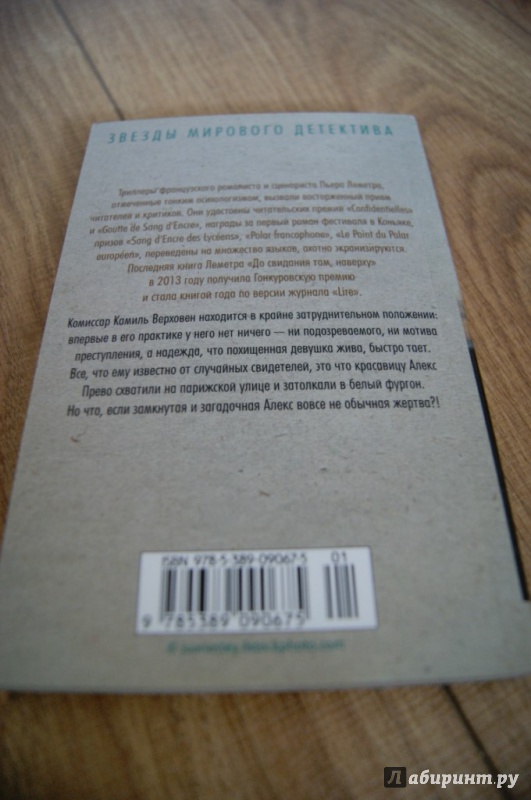 ЗВЕЗДЫ МИРОВОГО ДЕТЕКТИВА
Триллеры французского романиста и сценариста Пьера Леметра,
отмеченные тонким психологизмом, вызвали восторженный прием
читателей и критиков. Они удостоены читательских премий «Confidentielles»
и «Goutte de Sang d'Encre», награды за первый роман фестиваля в Коньяке,
призов «Sang d'Encre des Lycéens», «Polar francophone», «Le Point du Polar
européen», переведены на множество языков, охотно экранизируются.
Последняя книга Леметра «До свидания там, наверху»
в 2013 году получила Гонкуровскую премию
и стала книгой года по версии журнала «Lire».
Комиссар Камиль Верховен находится в крайне затруднительном положении:
впервые в его практике у него нет ничего — ни подозреваемого, ни мотива
преступления, а надежда, что похищенная девушка жива, быстро тает.
Все, что ему известно от случайных свидетелей, это что красавицу Алекс
Прево схватили на парижской улице и затолкали в белый фургон.
Но что, если замкнутая и загадочная Алекс вовсе не обычная жертва?!
ISBN 978-5-389-09067-5
01
9 785389 090675
Лабиринт.ру